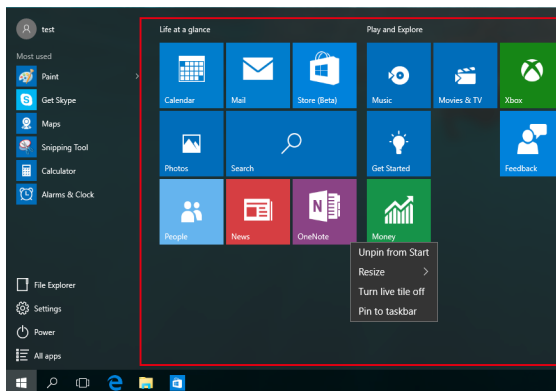 test
Most used
Paint
Get Skype
Maps
Snipping Tool
Calculator
Alarms & Clock
File Explorer
Settings
Power
All apps
Life at a glance
Calendar
Mail
Store (Beta)
Photos
Search
People
News
OneNote
Play and Explore
Music
Movies & TV
Xbox
Get Started
Feedback
Money
Unpin from Start
Resize
Turn live tile off
Pin to taskbar